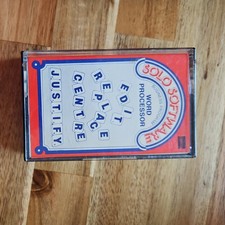 SOLO SOFTWARE
WORD
PROCESSOR
EDIT
REPLACE
CENTRE
JUSTIFY